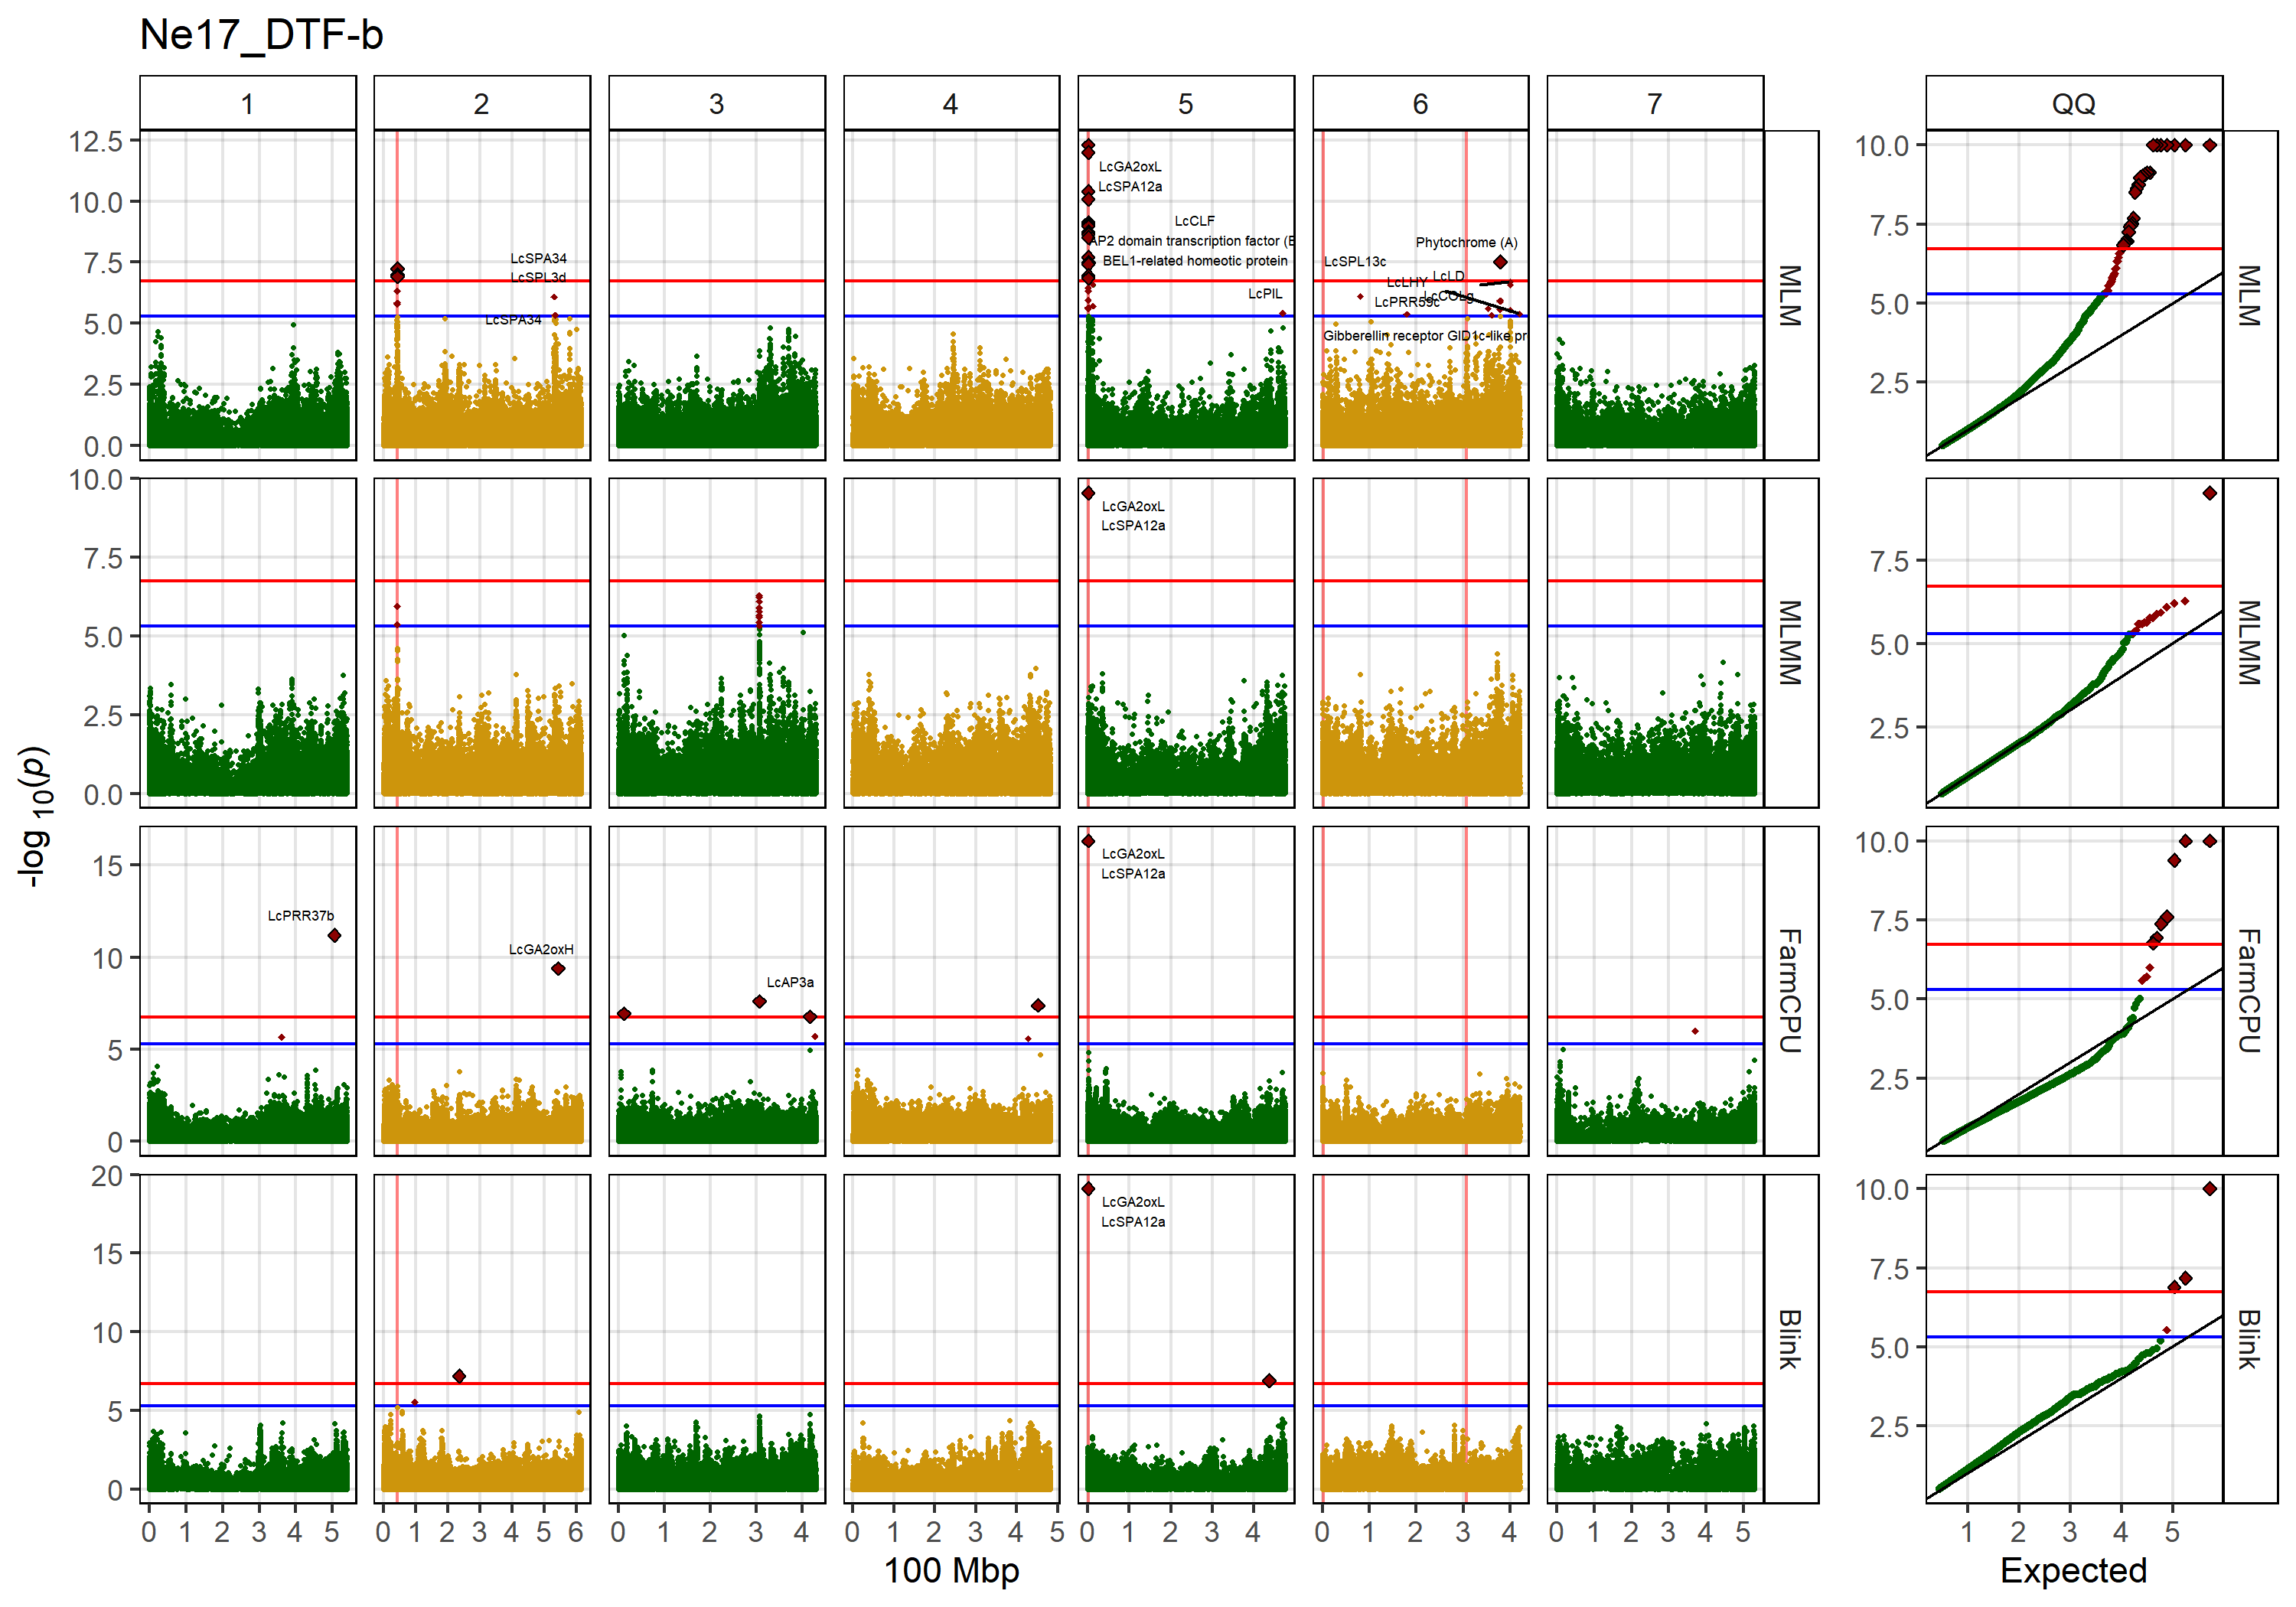 Ne17_DTF-b
1 2 3 4 5 6 7 QQ
12.5
10.0
7.5
5.0
2.5
0.0
LcSPA34
LcSPL3d
LcSPA34
LcGA2oxL
LcSPA12a
LcCLF
AP2 domain transcription factor (E
BEL1-related homeotic protein
LcPIL
Phytochrome (A)
LcSPL13c
LcLD
LcLHY
LcCOLg
LcPRR59c
Gibberellin receptor GID1c-like pr
MLM
10.0
7.5
5.0
2.5
MLM
10.0
7.5
5.0
2.5
0.0
LcGA2oxL
LcSPA12a
MLMM
7.5
5.0
2.5
MLMM
15
10
5
0
LcPRR37b
LcGA2oxH
LcAP3a
LcGA2oxL
LcSPA12a
FarmCPU
10.0
7.5
5.0
2.5
FarmCPU
20
15
10
5
0
LcGA2oxL
LcSPA12a
Blink
10.0
7.5
5.0
2.5
Blink
0 1 2 3 4 5 0 1 2 3 4 5 6 0 1 2 3 4 0 1 2 3 4 5 0 1 2 3 4 0 1 2 3 4 0 1 2 3 4 5 1 2 3 4 5
100 Mbp
Expected
-log 10(p)